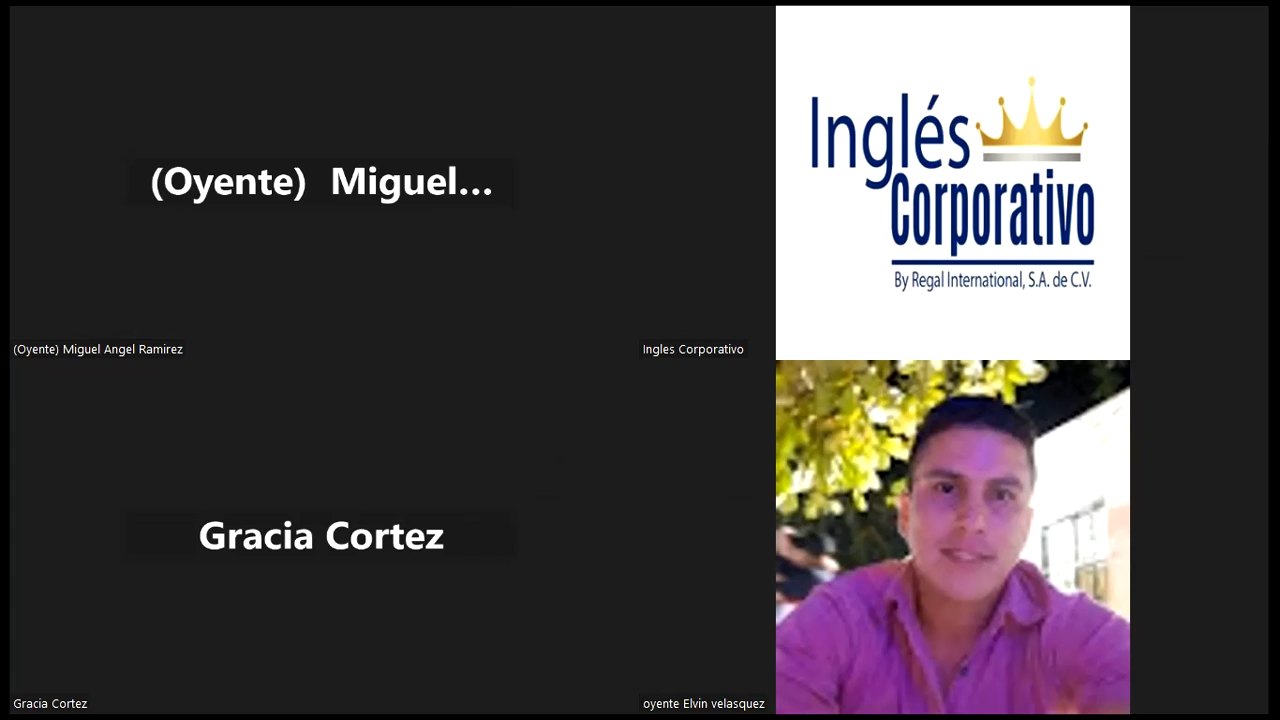 (Oyente) Miguel...
Inglés
Corporativo
By Regal International, S.A. de C.V.
(Oyente) Miguel Angel Ramirez
Ingles Corporativo
Gracia Cortez
Gracia Cortez
oyente Elvin velasquez